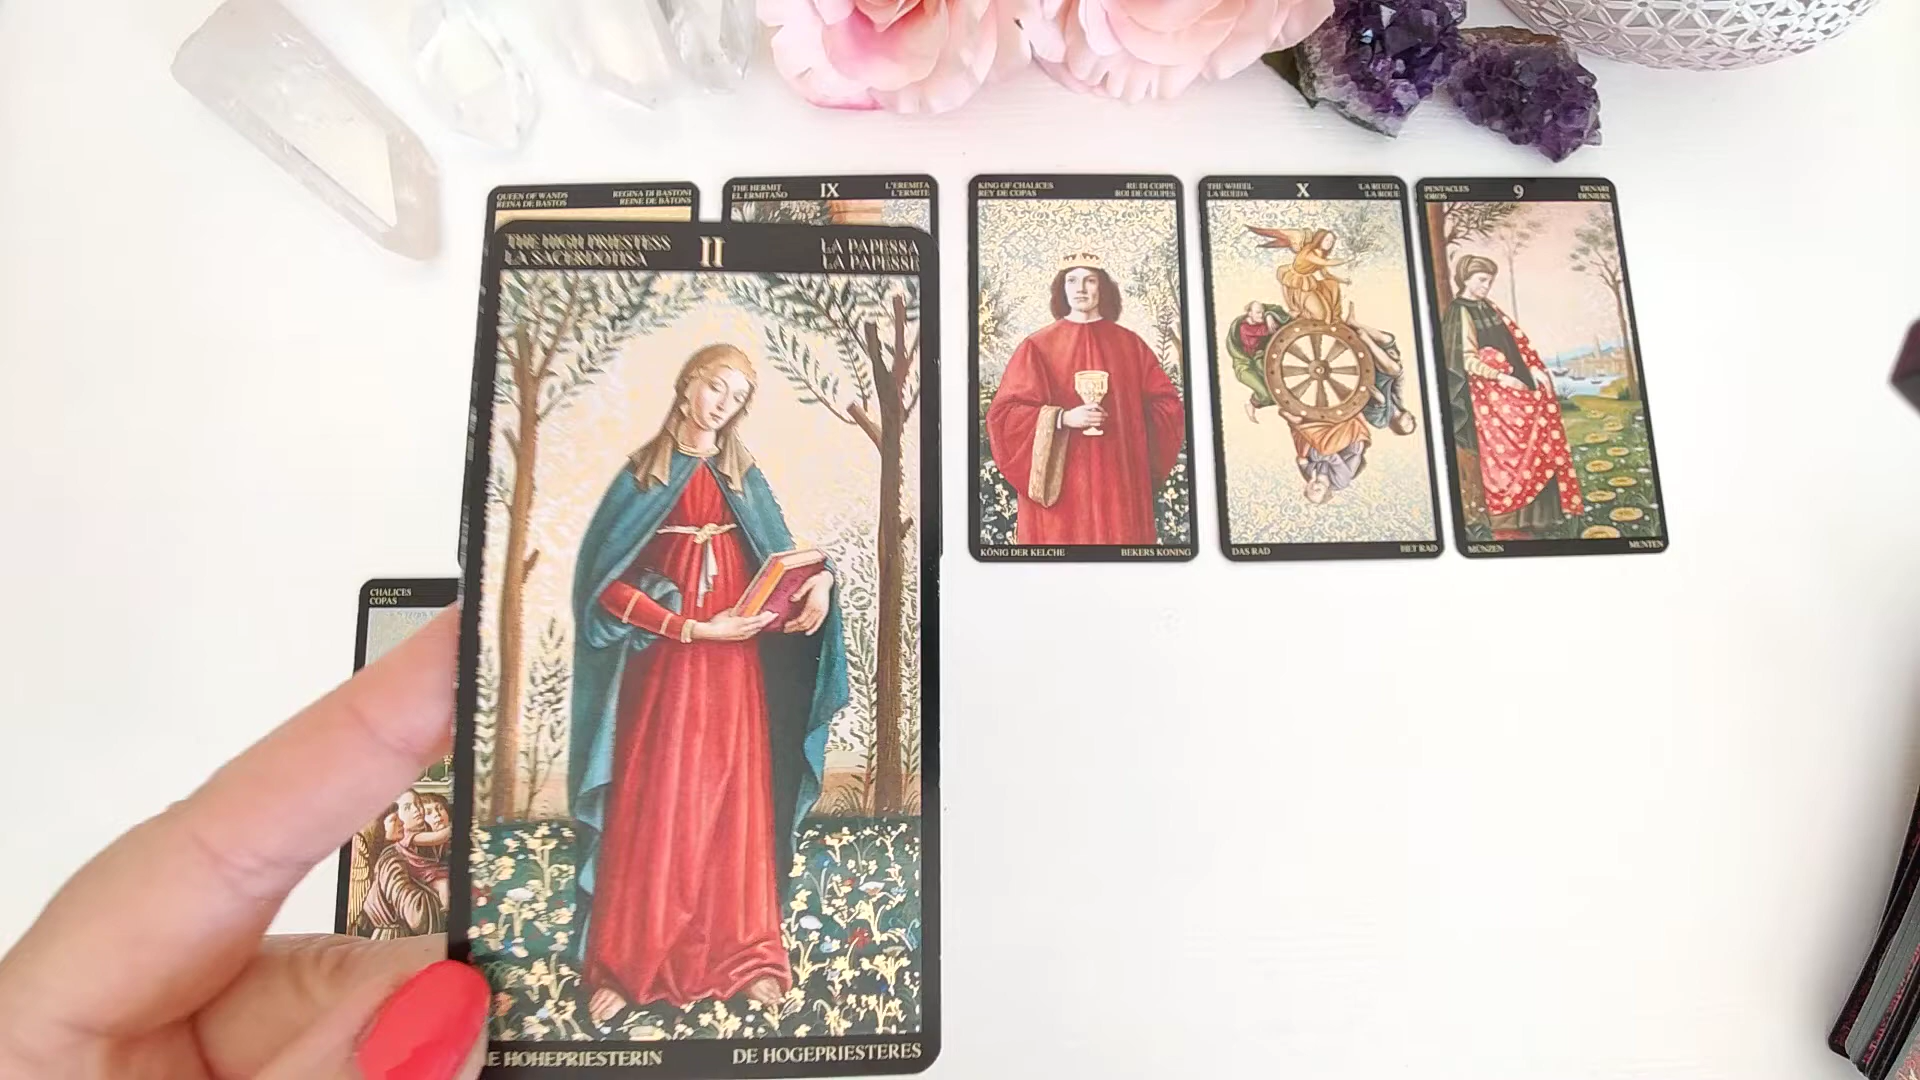 QUEEN OF WANDS REGINA DI BASTONI
REINA DE BASTOS REINE DE BÂTONS
THE HERMIT IX L'EREMITA
EL ERMITAÑO L'ERMITE
KING OF CHALICES RE DI COPPE
REY DE COPAS ROI DE COUPES
THE WHEEL X LA RUOTA
LA RUEDA LA ROUE
PENTACLES 9 DENARI
OROS DENIERS
THE HIGH PRIESTESS II LA PAPESSA
LA SACERDOTISA LA PAPESSE
KÖNIG DER KELCHE BEKERS KONING
DAS RAD HET RAD
MÜNZEN MUNTEN
CHALICES
COPAS
E HOHEPRIESTERIN DE HOGEPRIESTERES